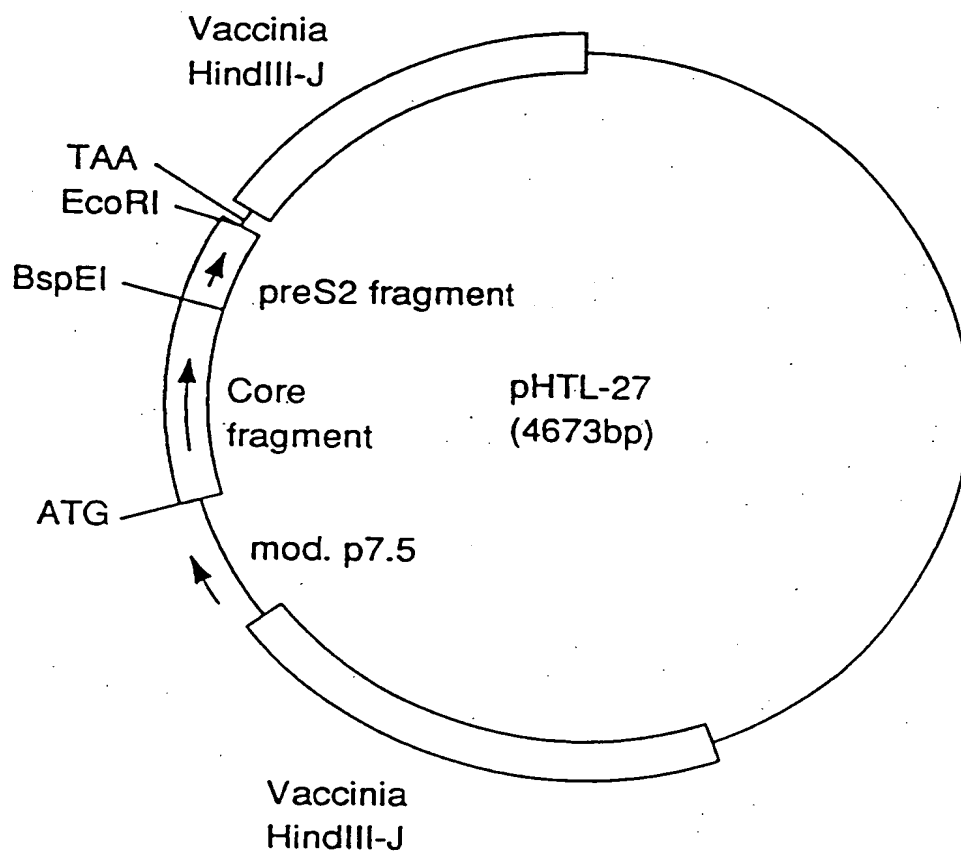 Vaccinia
HindIII-J
TAA
EcoRI
BspEI
preS2 fragment
Core
fragment
pHTL-27
(4673bp)
ATG
mod. p7.5
Vaccinia
HindIII-J